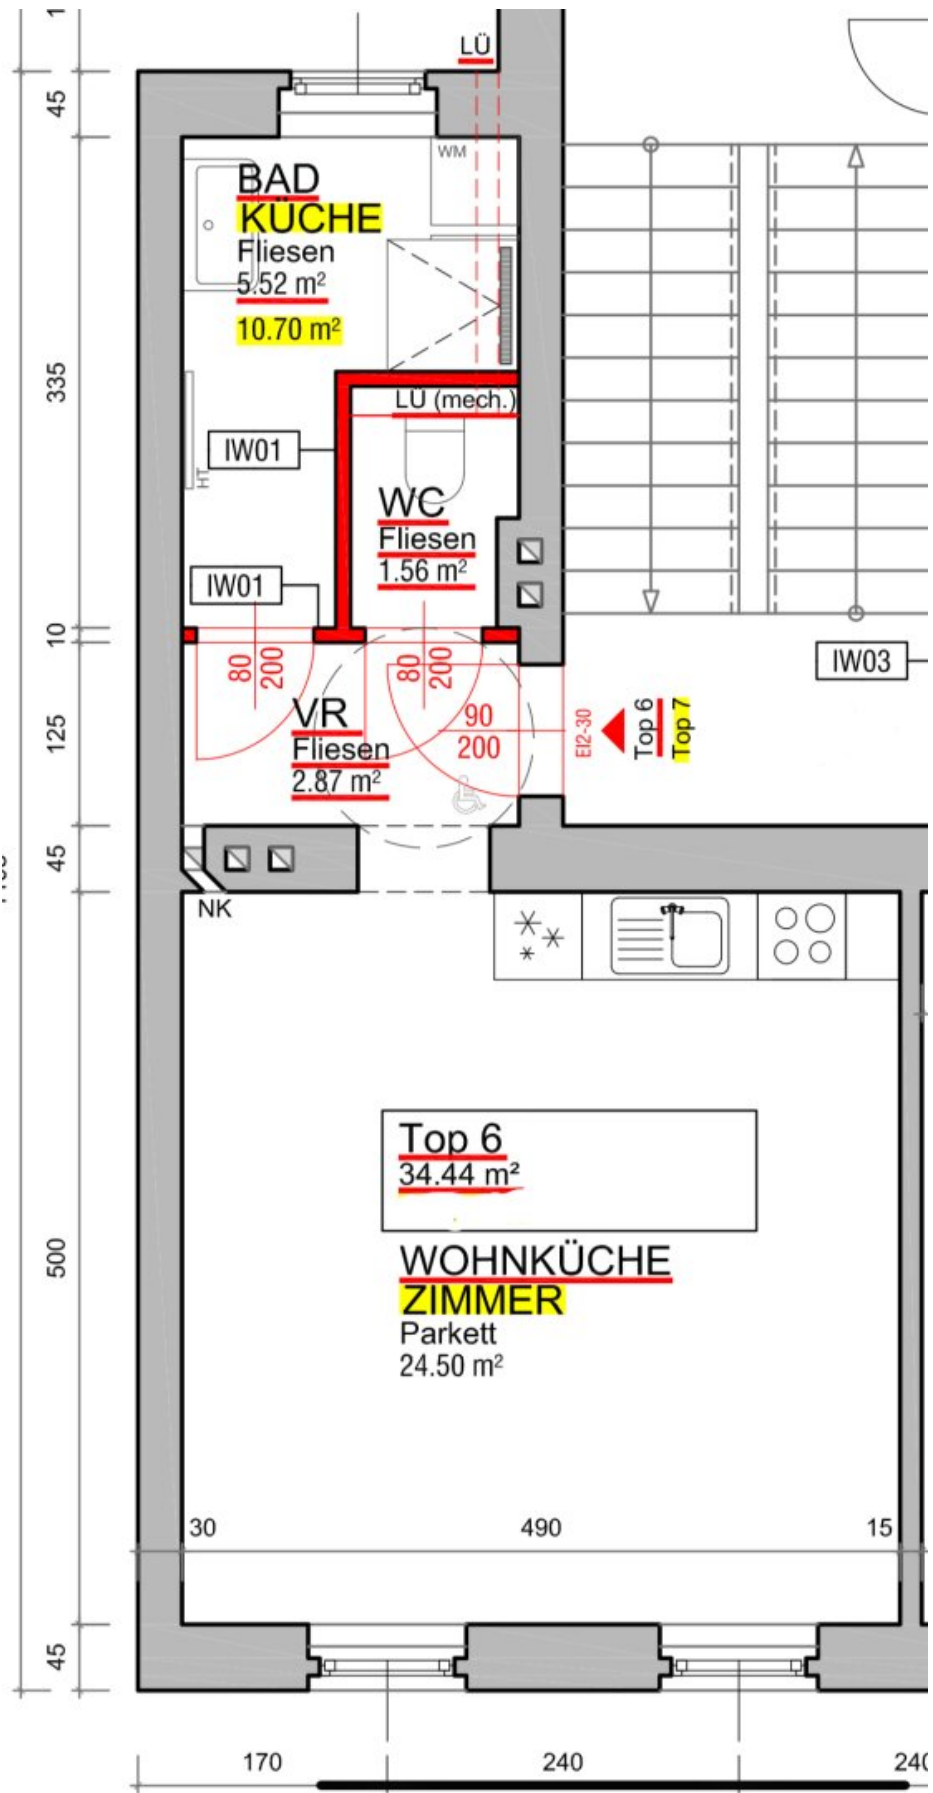 1
LÜ
45
WM
BAD
KÜCHE
Fliesen
5.52 m²
10.70 m²
335
LÜ (mech.)
IW01
HT
WC
Fliesen
1.56 m²
IW01
10
80
200
80
200
IW03
VR
Fliesen
2.87 m²
90
200
EI2-30
Top 6
Top 7
125
45
NK
Top 6
34.44 m²
WOHNKÜCHE
ZIMMER
Parkett
24.50 m²
500
30
490
15
45
170
240
240